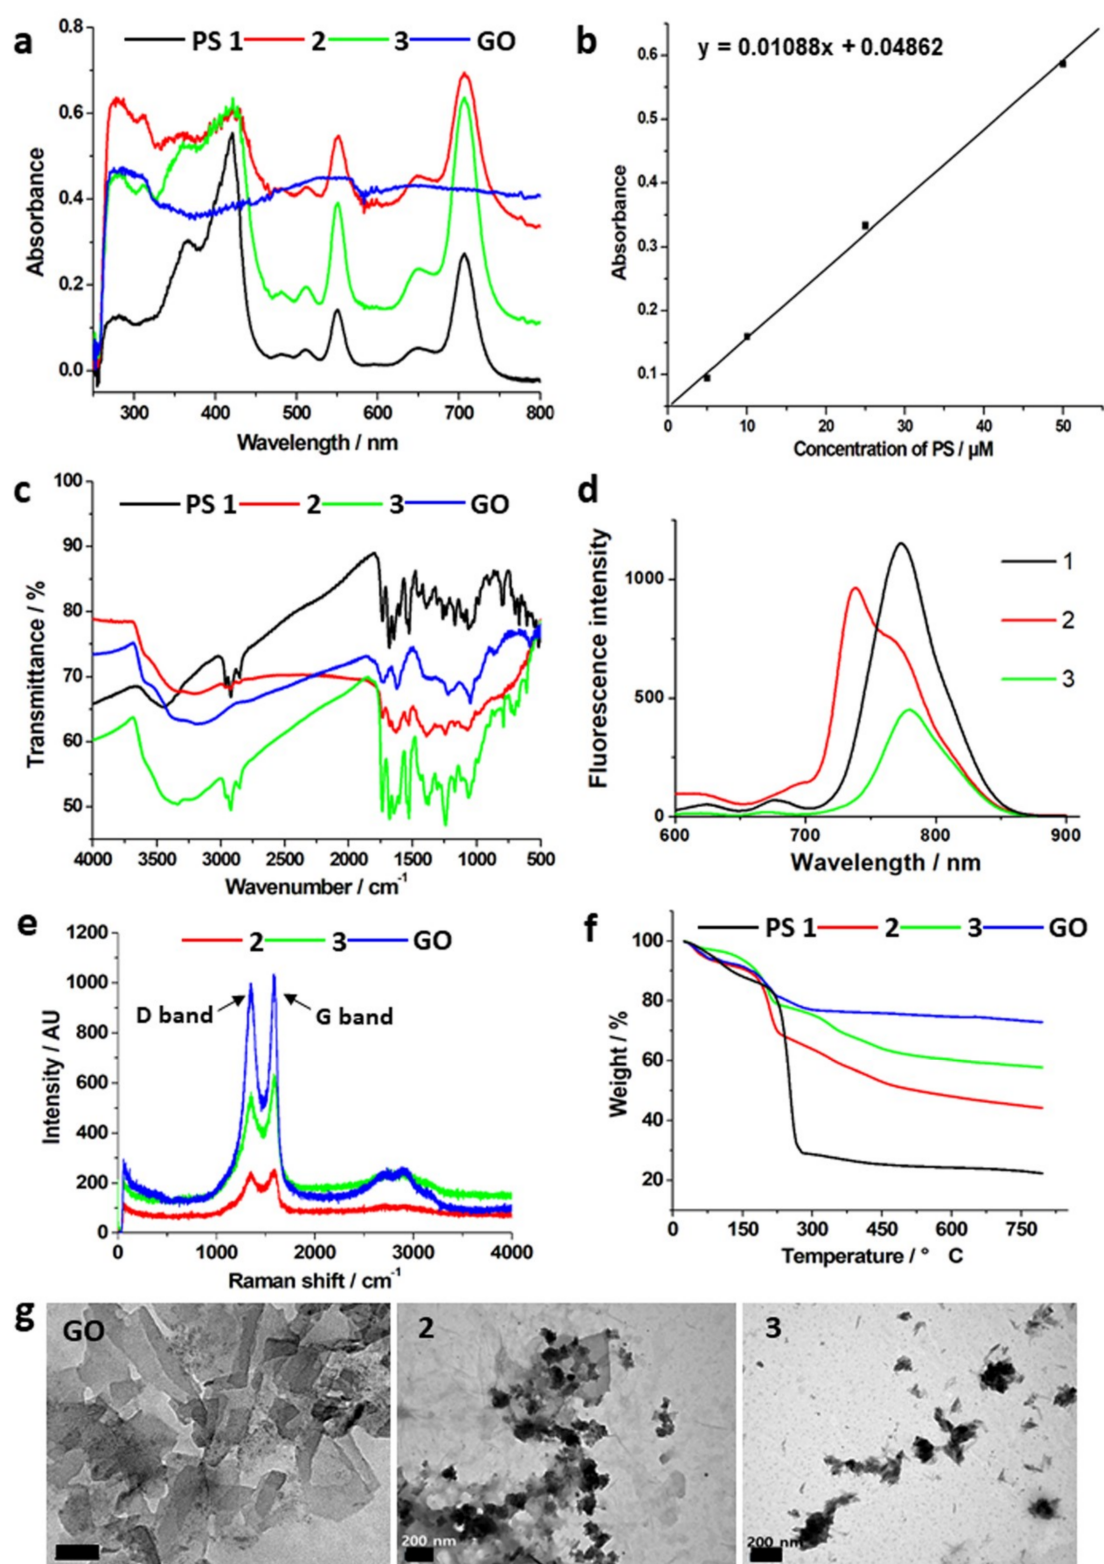 a
PS 1 2 3 GO
0.8
0.6
0.4
0.2
0.0
Absorbance
300 400 500 600 700 800
Wavelength / nm
b
y = 0.01088x + 0.04862
0.6
0.5
0.4
0.3
0.2
0.1
Absorbance
0 10 20 30 40 50
Concentration of PS / µM
c
PS 1 2 3 GO
100
90
80
70
60
50
Transmittance / %
4000 3500 3000 2500 2000 1500 1000 500
Wavenumber / cm-1
d
1
2
3
1000
500
0
Fluorescence intensity
600 700 800 900
Wavelength / nm
e
2 3 GO
D band
G band
1200
1000
800
600
400
200
0
Intensity / AU
0 1000 2000 3000 4000
Raman shift / cm-1
f
PS 1 2 3 GO
100
80
60
40
20
Weight / %
0 150 300 450 600 750
Temperature / ° C
g
GO
2
200 nm
3
200 nm